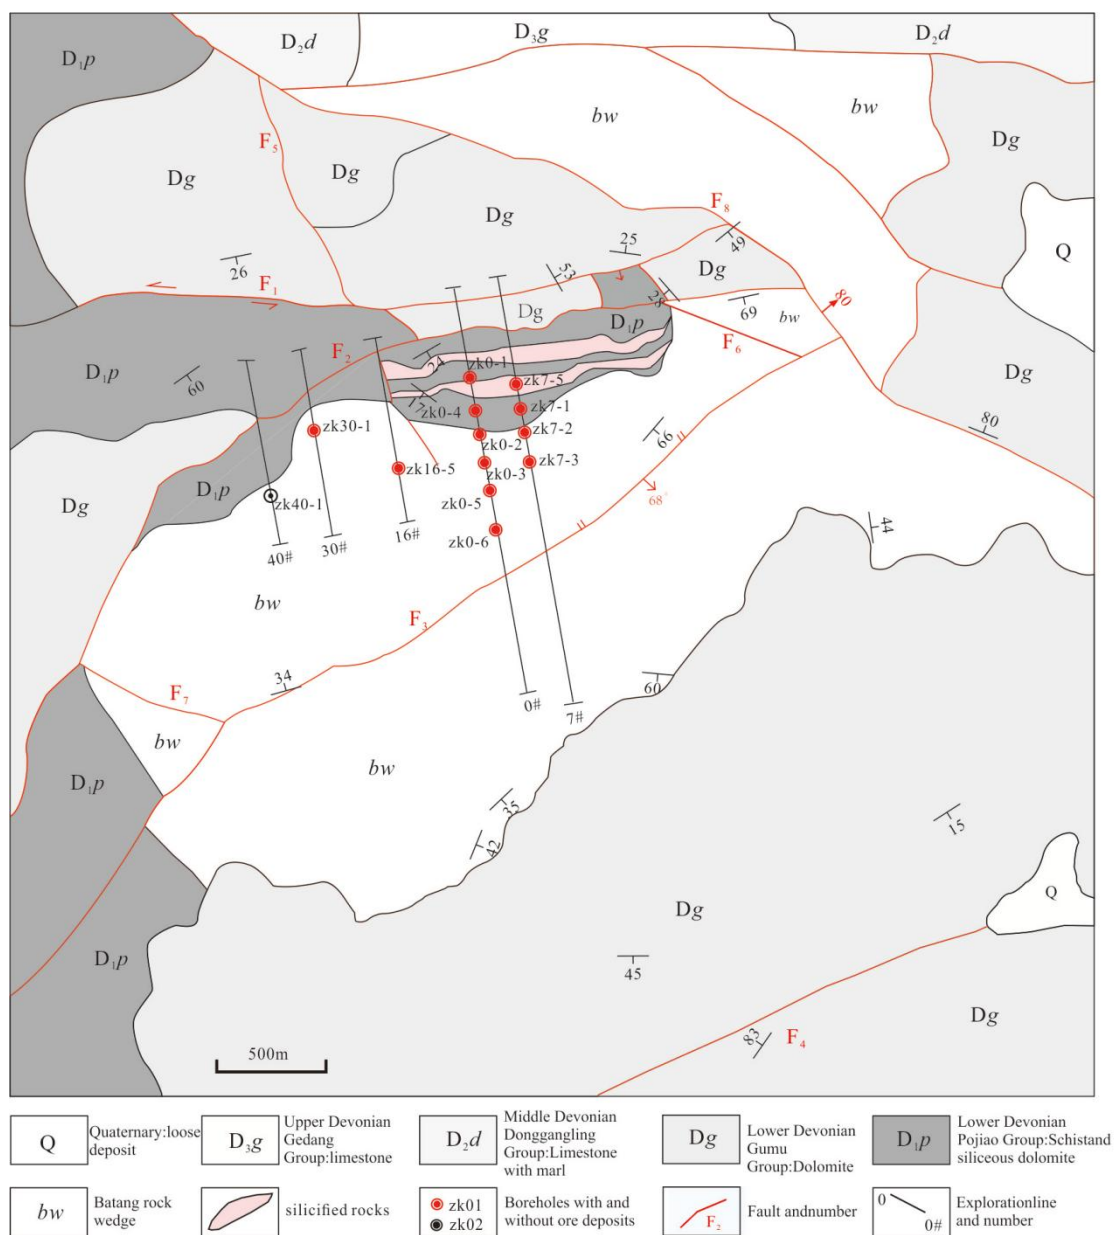 D₁p
D₂d
D₃g
D₂d
bw
bw
Dg
F₅
Dg
Dg
Dg
F₈
Q
25
49
26
53
Dg
F₁
28
80
Dg
69
bw
D₁p
F₂
24
F₆
D₁p
60
zk0-1
zk7-5
Dg
17
zk0-4
zk7-1
80
zk30-1
zk0-2
zk7-2
66
zk16-5
zk0-3
zk7-3
D₁p
zk40-1
zk0-5
68°
Dg
zk0-6
44
16#
30#
40#
bw
F₃
34
60
F₇
0#
7#
bw
bw
D₁p
35
15
42
Q
Dg
D₁p
45
Dg
83
F₄
500m
Q
Quaternary:loose
deposit
D₃g
Upper Devonian
Gedang
Group:limestone
D₂d
Middle Devonian
Donggangling
Group:Limestone
with marl
Dg
Lower Devonian
Gumu
Group:Dolomite
D₁p
Lower Devonian
Pojiao Group:Schistand
siliceous dolomite
bw
Batang rock
wedge
silicified rocks
zk01
zk02
Boreholes with and
without ore deposits
F₂
Fault andnumber
0
0#
Explorationline
and number